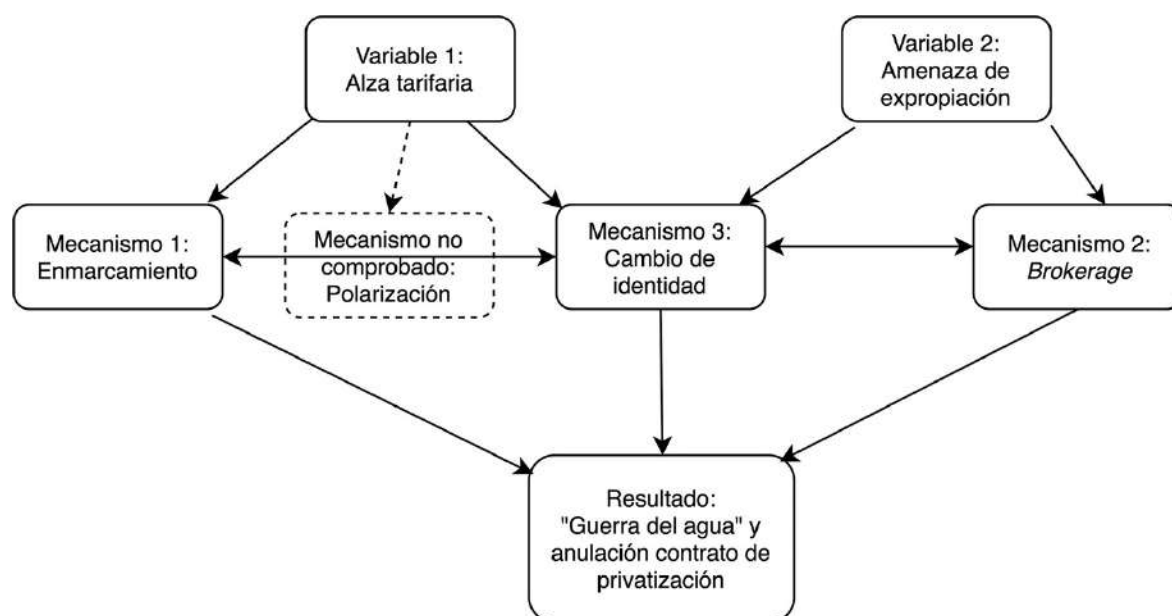 Variable 1:
Alza tarifaria
Variable 2:
Amenaza de
expropiación
Mecanismo 1:
Enmarcamiento
Mecanismo no
comprobado:
Polarización
Mecanismo 3:
Cambio de
identidad
Mecanismo 2:
Brokerage
Resultado:
"Guerra del agua" y
anulación contrato de
privatización